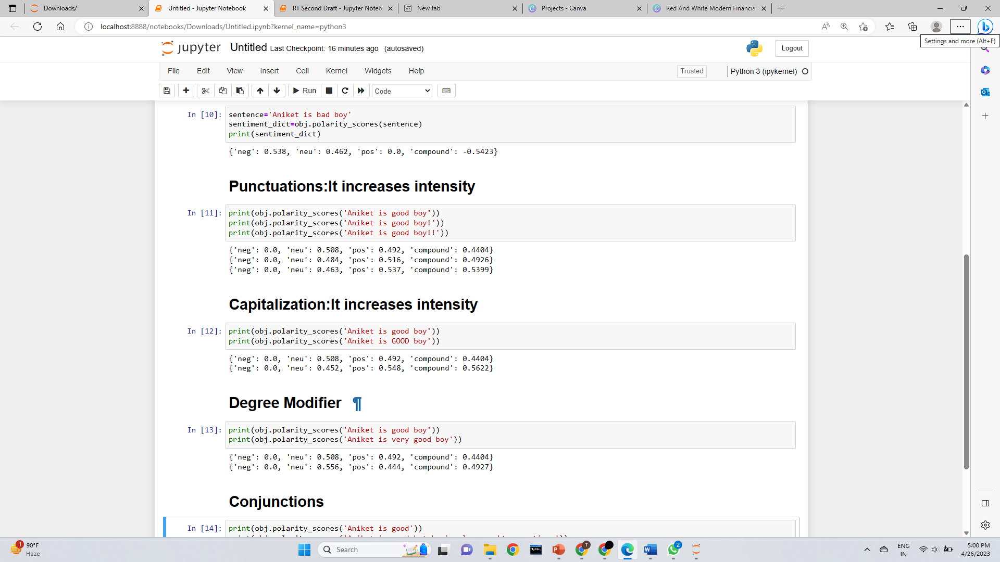 Downloads/
Untitled - Jupyter Notebook
RT Second Draft - Jupyter Noteb
New tab
Projects - Canva
Red And White Modern Financia
localhost:8888/notebooks/Downloads/Untitled.ipynb?kernel_name=python3
Settings and more (Alt+F)
jupyter Untitled Last Checkpoint: 16 minutes ago (autosaved)
Logout
File Edit View Insert Cell Kernel Widgets Help
Trusted
Python 3 (ipykernel)
Run
Code
In [10]: sentence='Aniket is bad boy'
sentiment_dict=obj.polarity_scores(sentence)
print(sentiment_dict)
{'neg': 0.538, 'neu': 0.462, 'pos': 0.0, 'compound': -0.5423}
Punctuations:It increases intensity
In [11]: print(obj.polarity_scores('Aniket is good boy'))
print(obj.polarity_scores('Aniket is good boy!'))
print(obj.polarity_scores('Aniket is good boy!!'))
{'neg': 0.0, 'neu': 0.508, 'pos': 0.492, 'compound': 0.4404}
{'neg': 0.0, 'neu': 0.484, 'pos': 0.516, 'compound': 0.4926}
{'neg': 0.0, 'neu': 0.463, 'pos': 0.537, 'compound': 0.5399}
Capitalization:It increases intensity
In [12]: print(obj.polarity_scores('Aniket is good boy'))
print(obj.polarity_scores('Aniket is GOOD boy'))
{'neg': 0.0, 'neu': 0.508, 'pos': 0.492, 'compound': 0.4404}
{'neg': 0.0, 'neu': 0.452, 'pos': 0.548, 'compound': 0.5622}
Degree Modifier ¶
In [13]: print(obj.polarity_scores('Aniket is good boy'))
print(obj.polarity_scores('Aniket is very good boy'))
{'neg': 0.0, 'neu': 0.508, 'pos': 0.492, 'compound': 0.4404}
{'neg': 0.0, 'neu': 0.556, 'pos': 0.444, 'compound': 0.4927}
Conjunctions
In [14]: print(obj.polarity_scores('Aniket is good'))
1
90°F
Haze
Search
T
2
ENG
IN
5:00 PM
4/26/2023